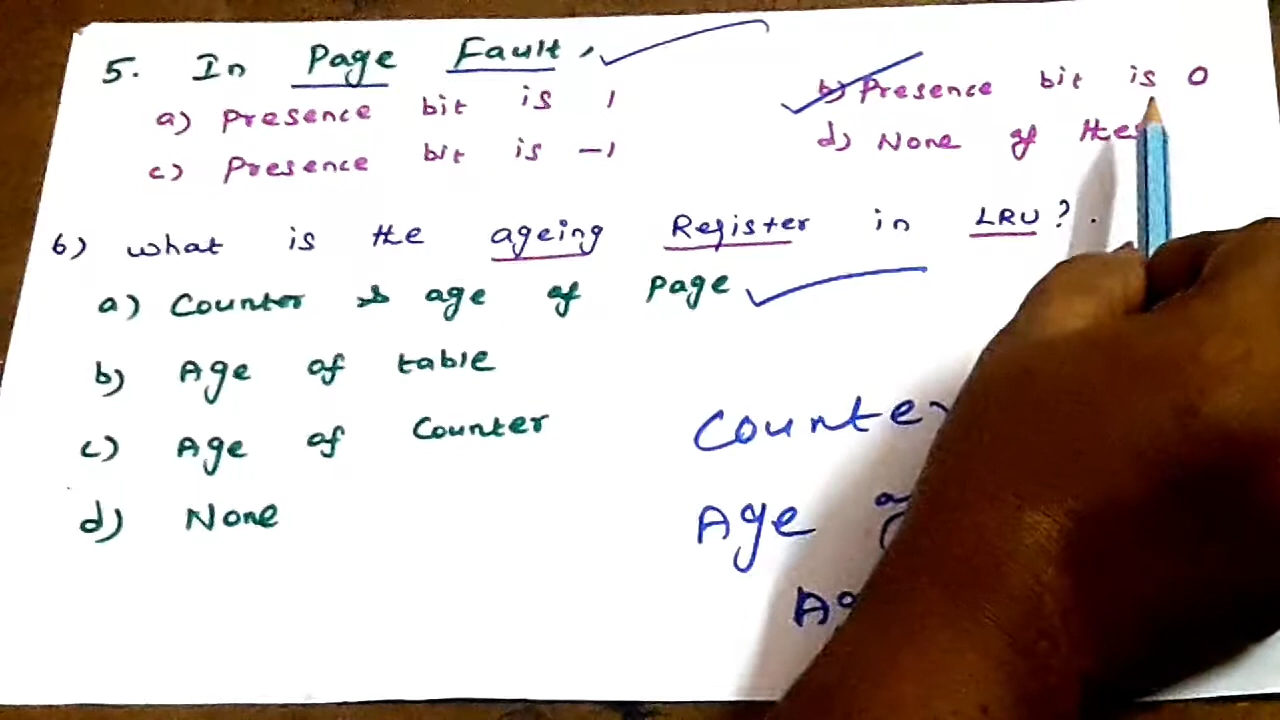 5. In Page Fault,
a) Presence bit is 1
b) Presence bit is 0
c) Presence bit is -1
d) None of
6) what is the ageing Register in LRU?
a) Counter age of page
b) Age of table
c) Age of Counter
d) None
Counter
Age